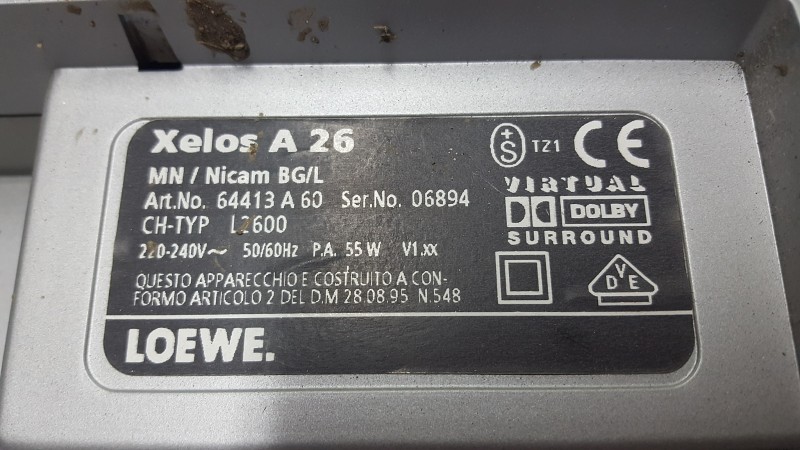 Xelos A 26
MN / Nicam BG/L
Art.No. 64413 A 60 Ser.No. 06894
CH-TYP L2600
220-240V~ 50/60Hz P.A. 55 W V1.xx
QUESTO APPARECCHIO E COSTRUITO A CON-
FORMO ARTICOLO 2 DEL D.M 28.08.95 N.548
LOEWE.
+
S
TZ1
CE
VIRTUAL
DOLBY
SURROUND
DVE